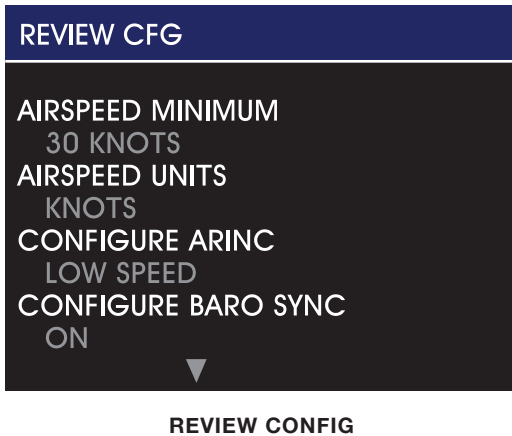 REVIEW CFG
AIRSPEED MINIMUM
30 KNOTS
AIRSPEED UNITS
KNOTS
CONFIGURE ARINC
LOW SPEED
CONFIGURE BARO SYNC
ON
REVIEW CONFIG